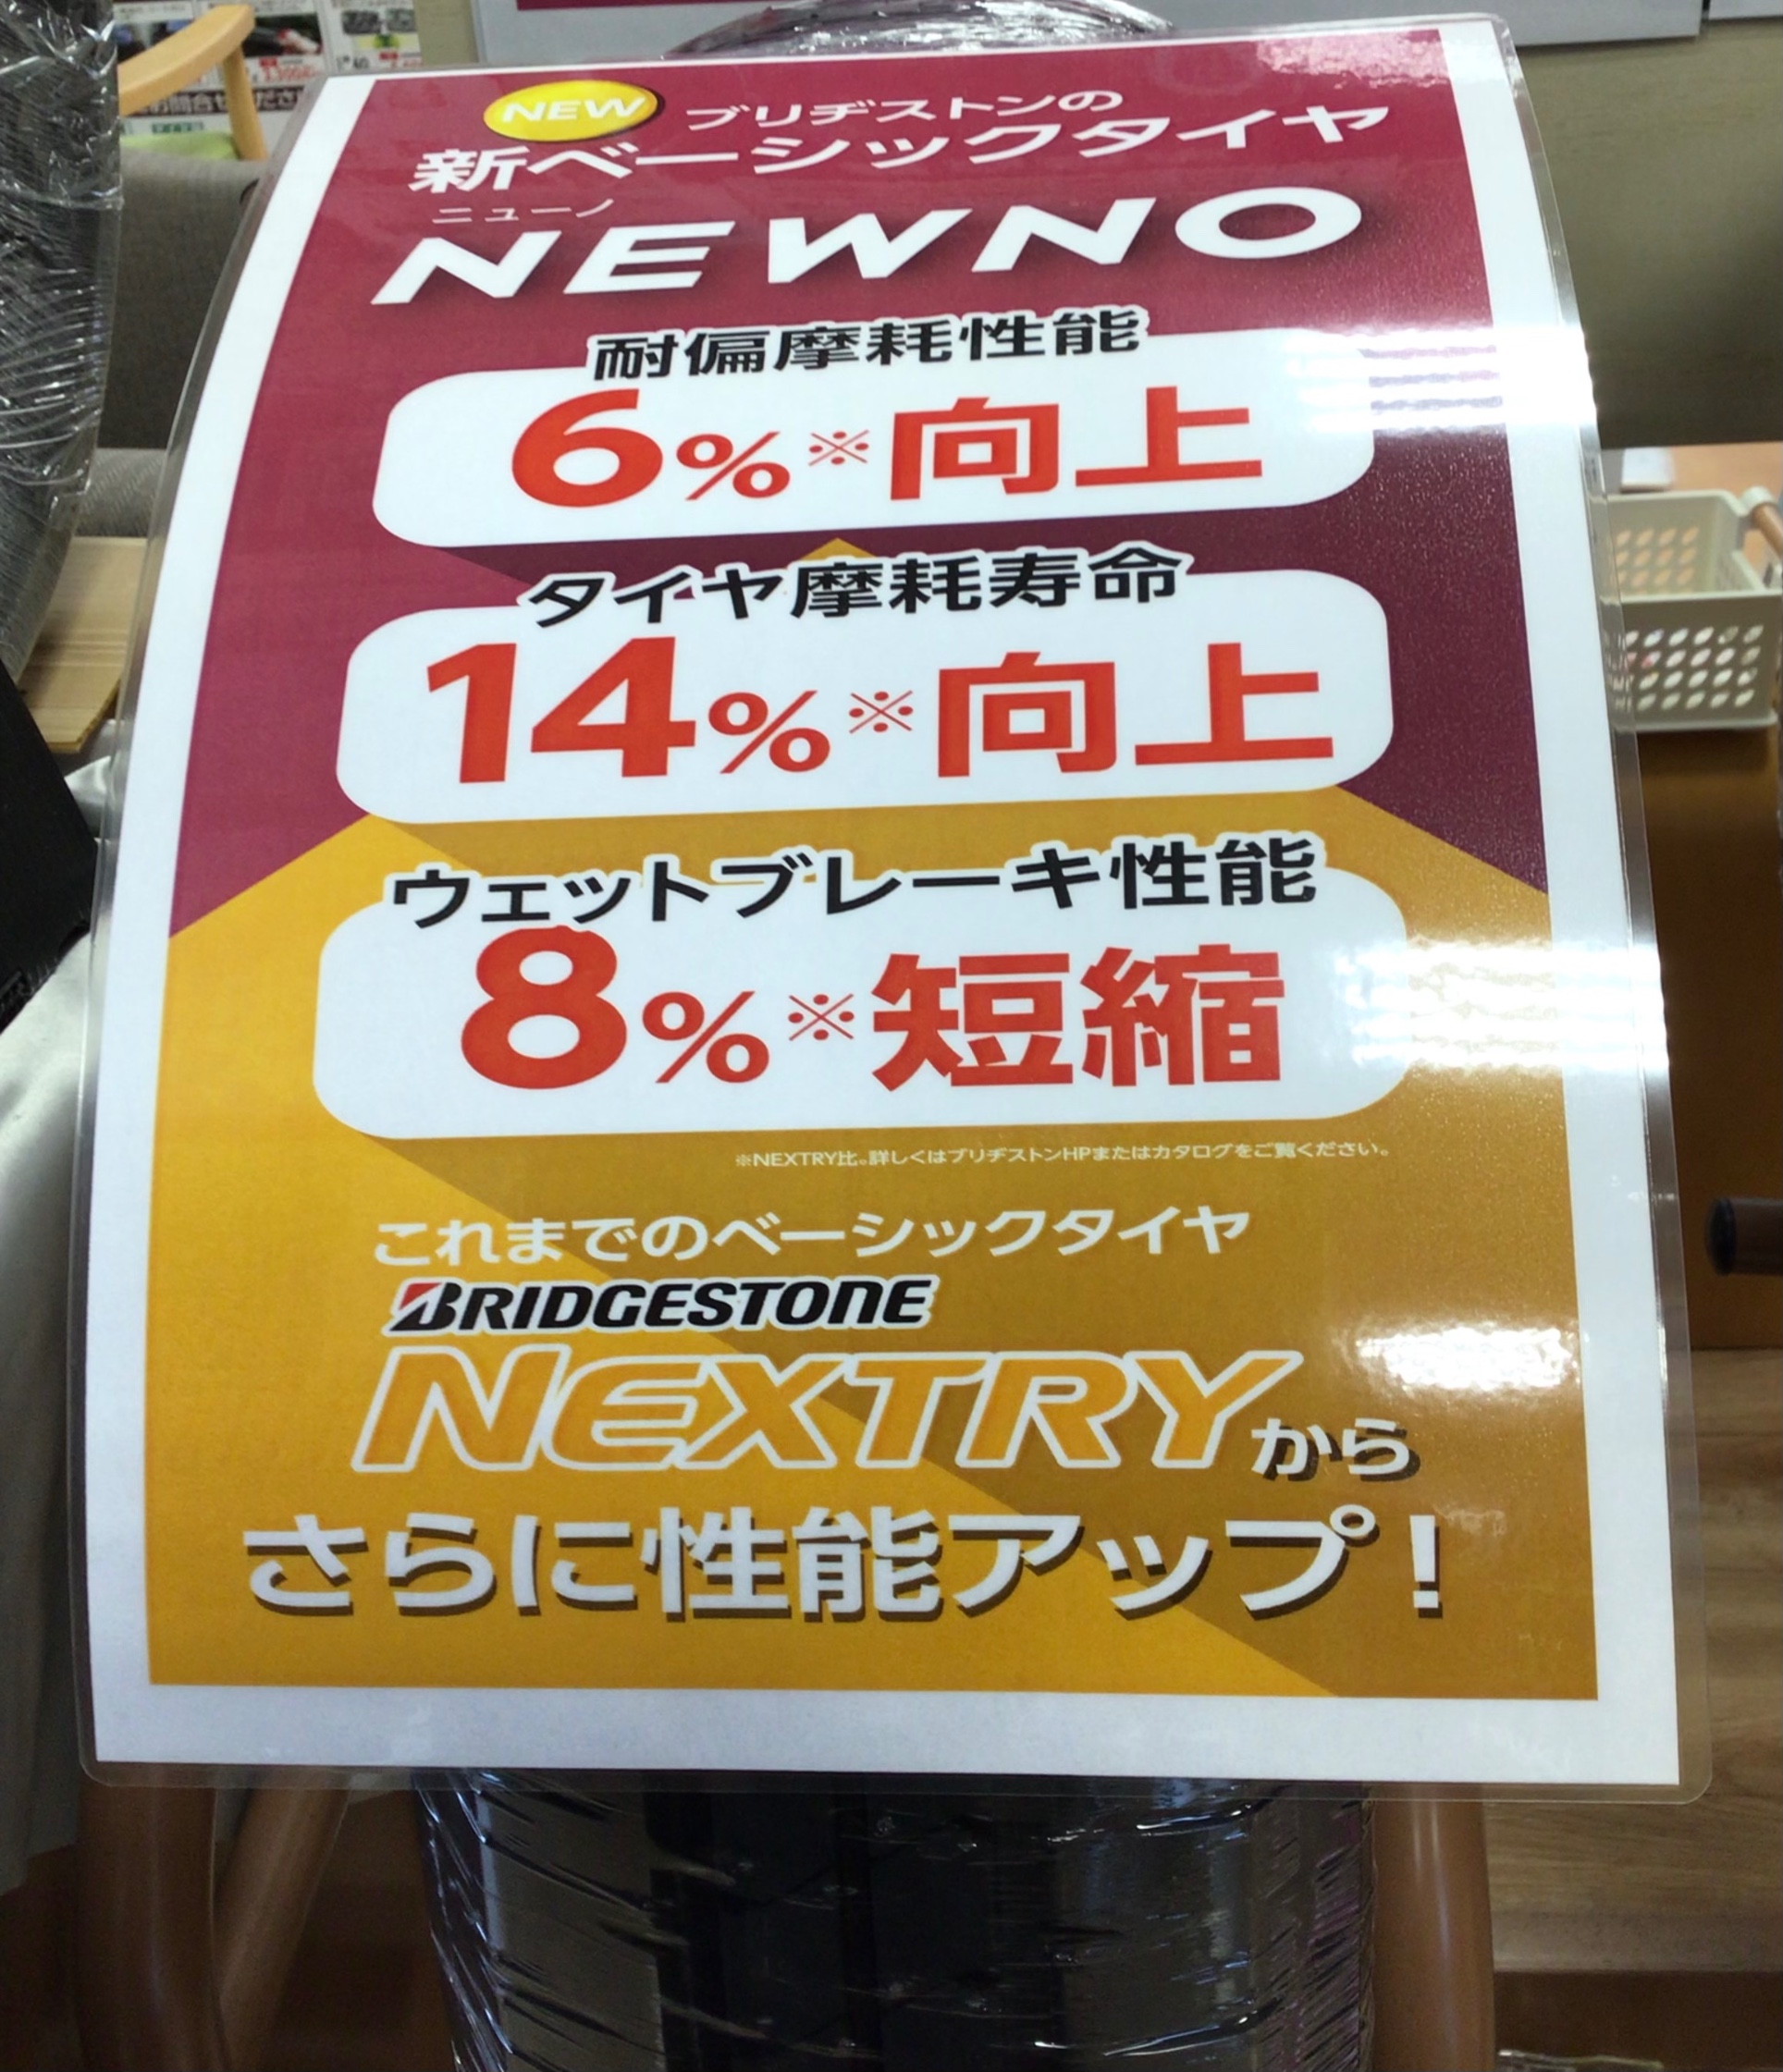 NEW ブリヂストンの
新ベーシックタイヤ
ニューノ
NEWNO
耐偏摩耗性能
6%※向上
タイヤ摩耗寿命
14%※向上
ウェットブレーキ性能
8%※短縮
※NEXTRY比。詳しくはブリヂストンHPまたはカタログをご覧ください。
これまでのベーシックタイヤ
BRIDGESTONE
NEXTRYから
さらに性能アップ！